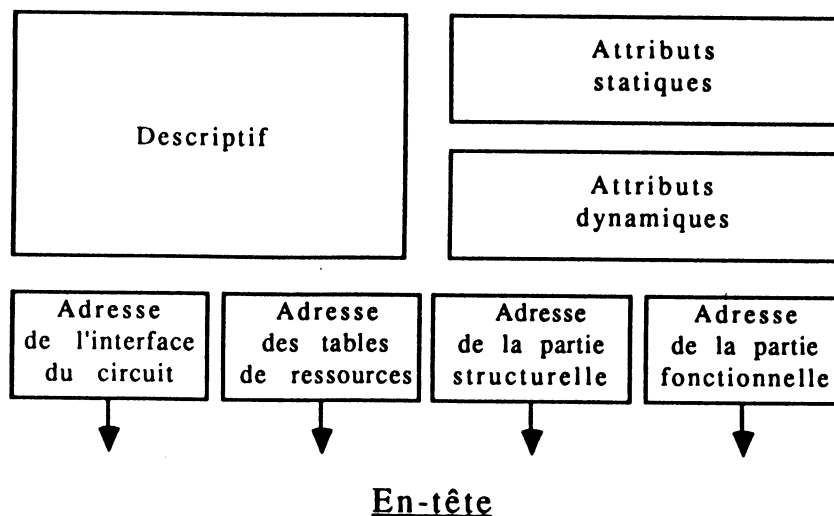 Descriptif
Attributs
statiques
Attributs
dynamiques
Adresse
de l'interface
du circuit
Adresse
des tables
de ressources
Adresse
de la partie
structurelle
Adresse
de la partie
fonctionnelle
En-tête